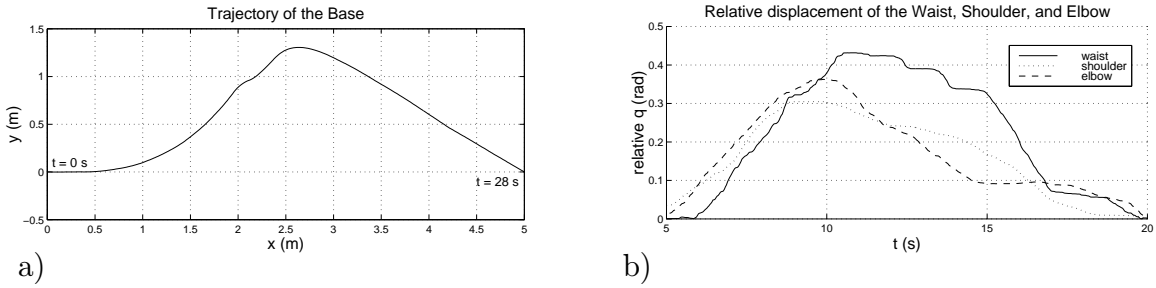 Trajectory of the Base
1.5
1
0.5
0
−0.5
y (m)
t = 0 s
t = 28 s
0 0.5 1 1.5 2 2.5 3 3.5 4 4.5 5
x (m)
a)
Relative displacement of the Waist, Shoulder, and Elbow
0.5
0.4
0.3
0.2
0.1
0
relative q (rad)
waist
shoulder
elbow
5 10 15 20
t (s)
b)